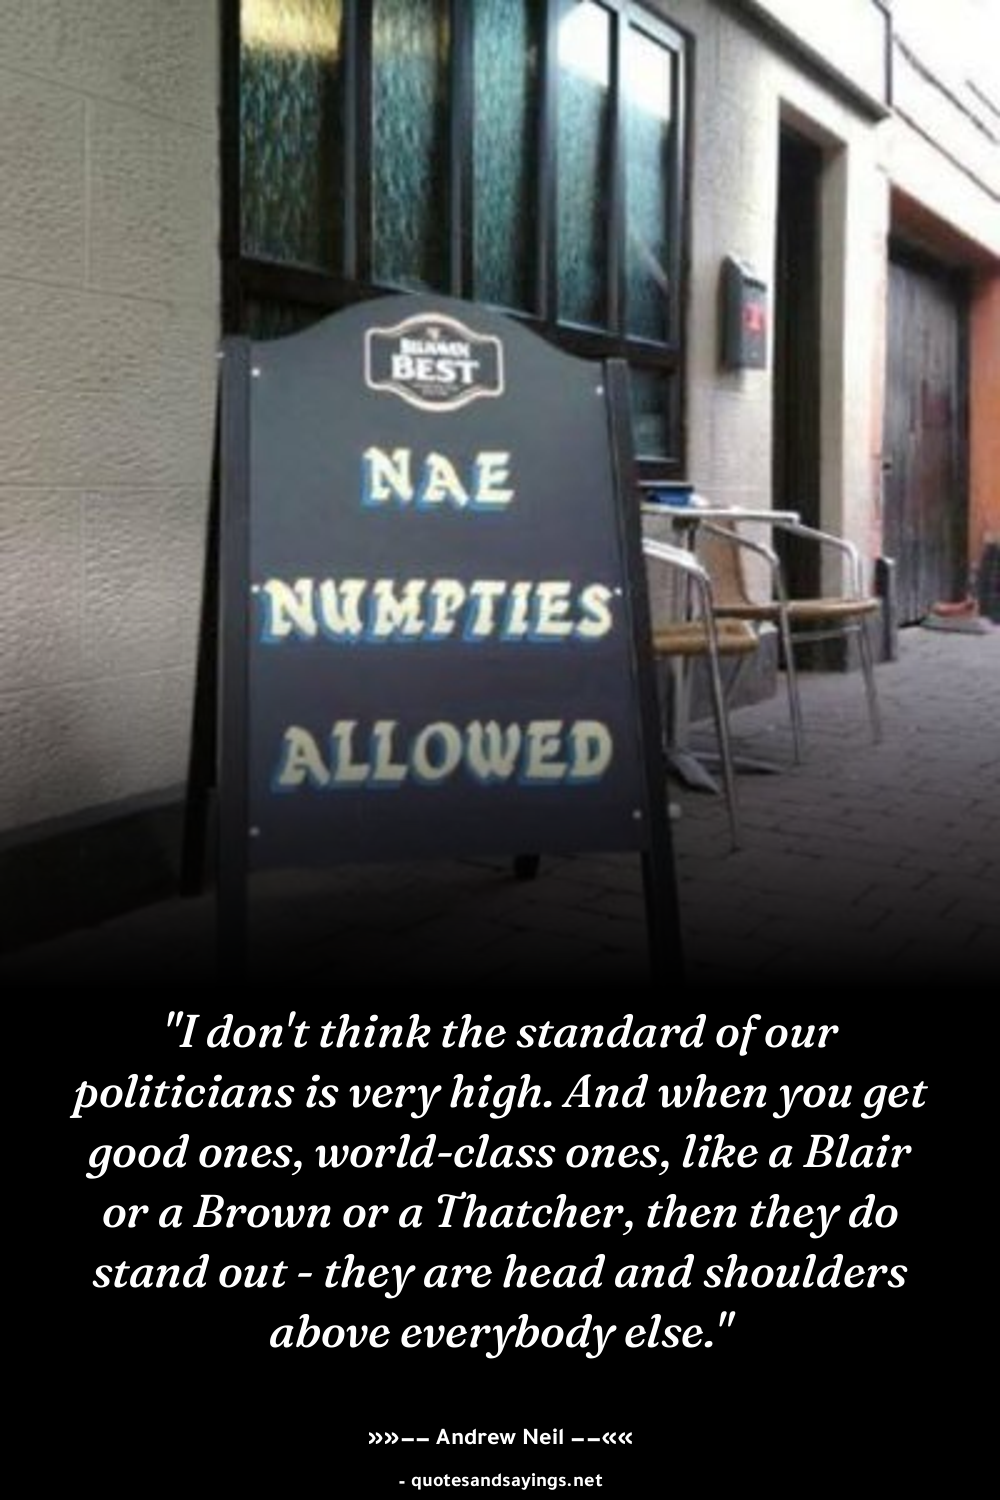 BEST
NAE
NUMPTIES
ALLOWED
"I don't think the standard of our
politicians is very high. And when you get
good ones, world-class ones, like a Blair
or a Brown or a Thatcher, then they do
stand out - they are head and shoulders
above everybody else."
»»−− Andrew Neil −−««
- quotesandsayings.net